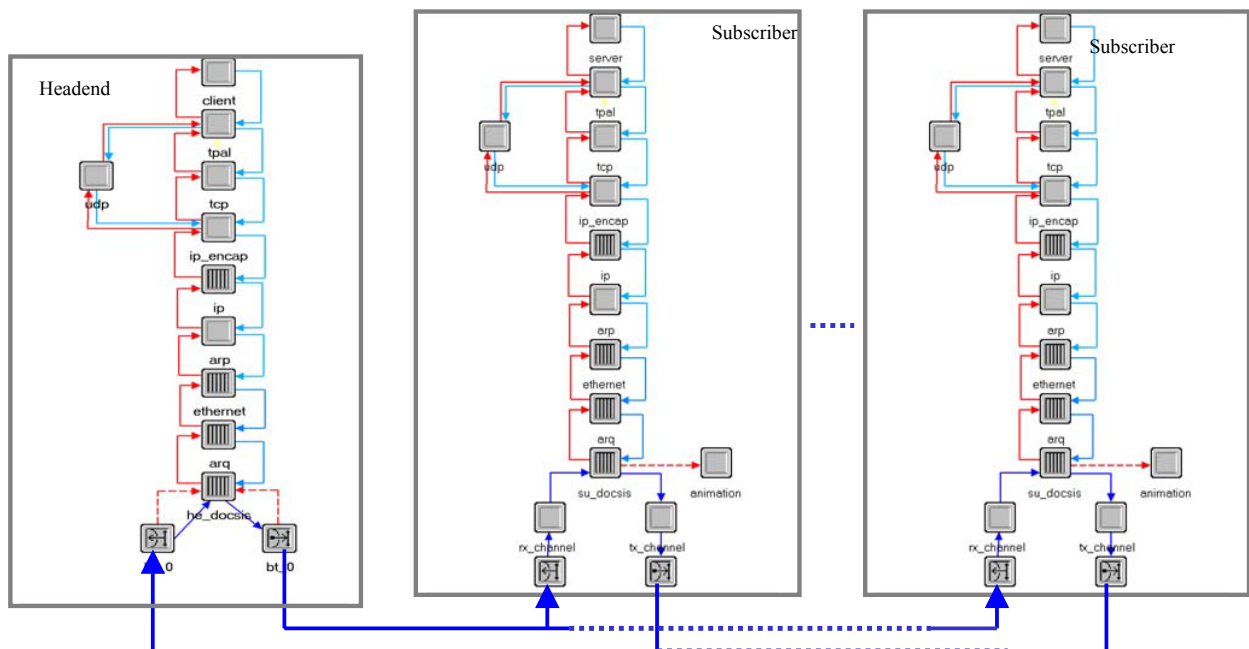 Headend
client
tpal
udp
tcp
ip_encap
ip
arp
ethernet
arq
he_docsis
bt_0
Subscriber
server
tpal
udp
tcp
ip_encap
ip
arp
ethernet
arq
su_docsis
animation
rx_channel
tx_channel
Subscriber
server
tpal
udp
tcp
ip_encap
ip
arp
ethernet
arq
su_docsis
animation
rx_channel
tx_channel